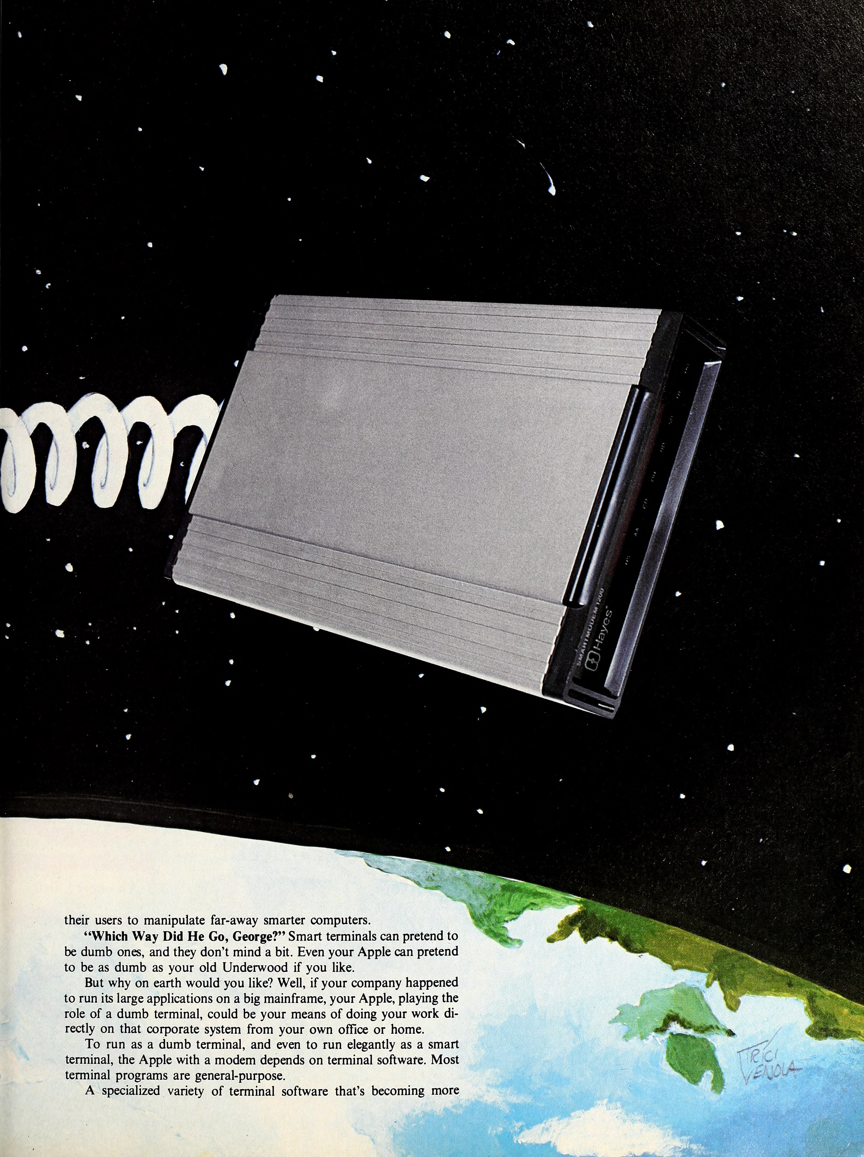 SMARTMODEM 1200
Hayes
their users to manipulate far-away smarter computers.
“Which Way Did He Go, George?” Smart terminals can pretend to
be dumb ones, and they don’t mind a bit. Even your Apple can pretend
to be as dumb as your old Underwood if you like.
But why on earth would you like? Well, if your company happened
to run its large applications on a big mainframe, your Apple, playing the
role of a dumb terminal, could be your means of doing your work di-
rectly on that corporate system from your own office or home.
To run as a dumb terminal, and even to run elegantly as a smart
terminal, the Apple with a modem depends on terminal software. Most
terminal programs are general-purpose.
A specialized variety of terminal software that’s becoming more
TRICI
VENOLA